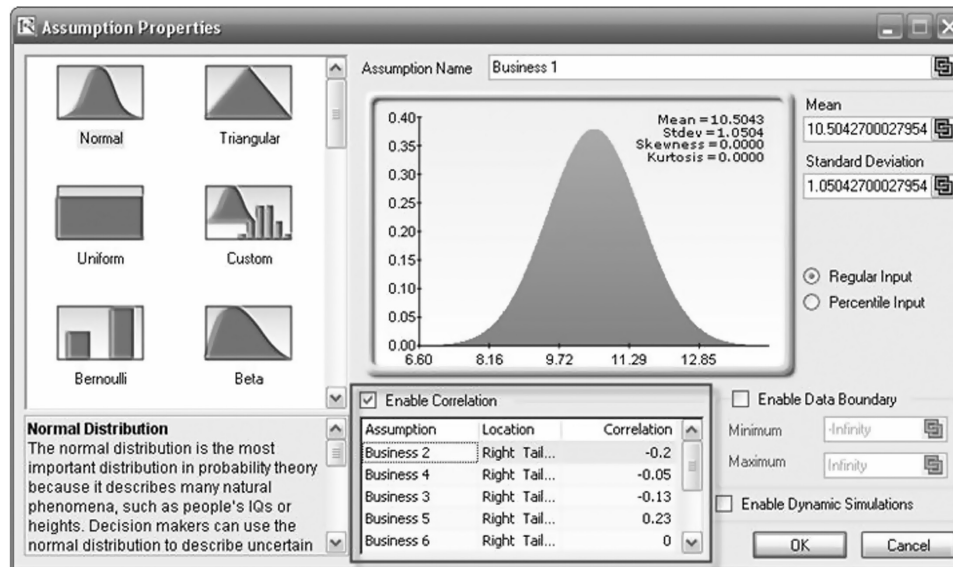 Assumption Properties
Normal
Triangular
Uniform
Custom
Bernoulli
Beta
Normal Distribution
The normal distribution is the most
important distribution in probability theory
because it describes many natural
phenomena, such as people's IQs or
heights. Decision makers can use the
normal distribution to describe uncertain
Assumption Name Business 1
Mean =10.5043
Stdev =1.0504
Skewness =0.0000
Kurtosis =0.0000
0.40
0.35
0.30
0.25
0.20
0.15
0.10
0.05
0.00
6.60 8.16 9.72 11.29 12.85
Mean
10.5042700027954
Standard Deviation
1.05042700027954
Regular Input
Percentile Input
Enable Correlation
Assumption Location Correlation
Business 2 Right Tail... -0.2
Business 4 Right Tail... -0.05
Business 3 Right Tail... -0.13
Business 5 Right Tail... 0.23
Business 6 Right Tail... 0
Enable Data Boundary
Minimum -Infinity
Maximum Infinity
Enable Dynamic Simulations
OK Cancel